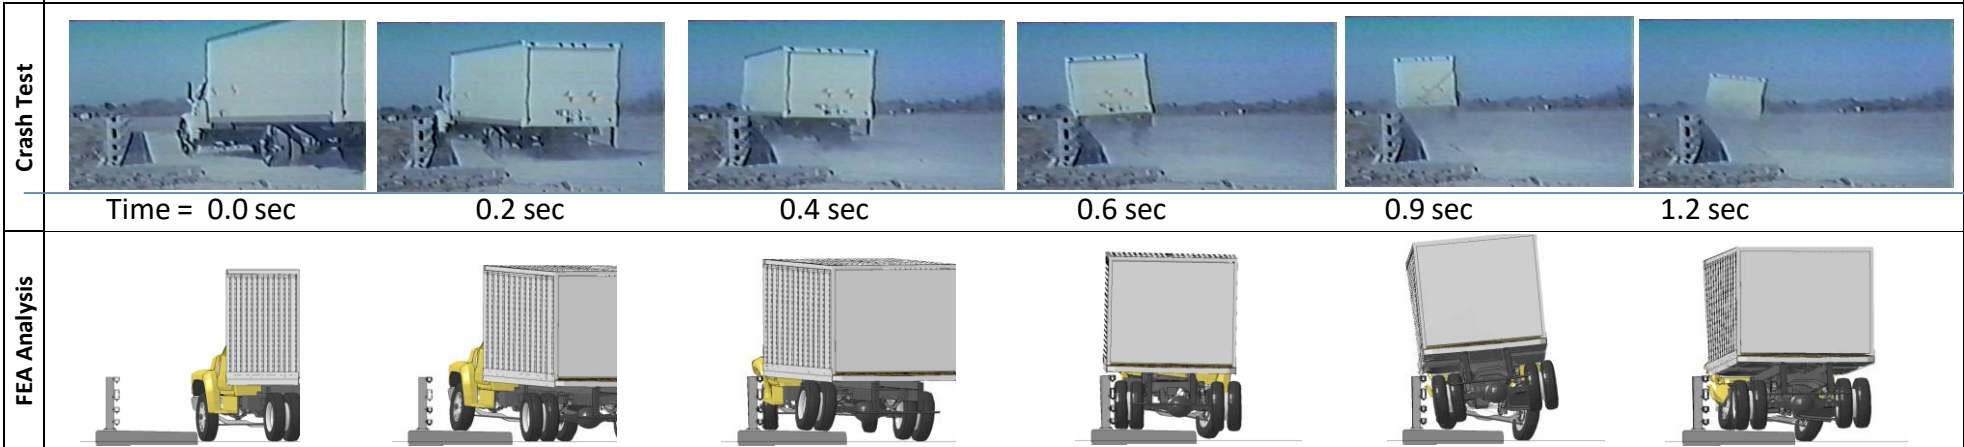 Crash Test
Time = 0.0 sec 0.2 sec 0.4 sec 0.6 sec 0.9 sec 1.2 sec
FEA Analysis